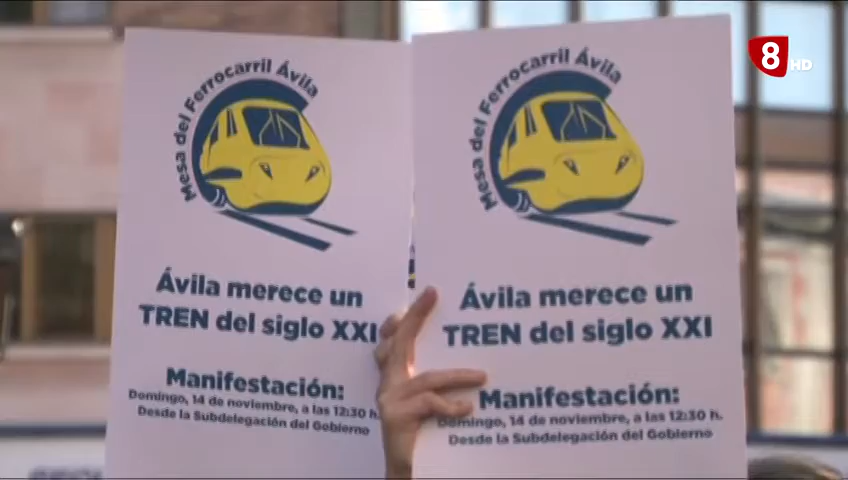 Mesa del Ferrocarril Ávila
Ávila merece un
TREN del siglo XXI
Manifestación:
Domingo, 14 de noviembre, a las 12:30 h.
Desde la Subdelegación del Gobierno
Mesa del Ferrocarril Ávila
Ávila merece un
TREN del siglo XXI
Manifestación:
Domingo, 14 de noviembre, a las 12:30 h.
Desde la Subdelegación del Gobierno
8 HD